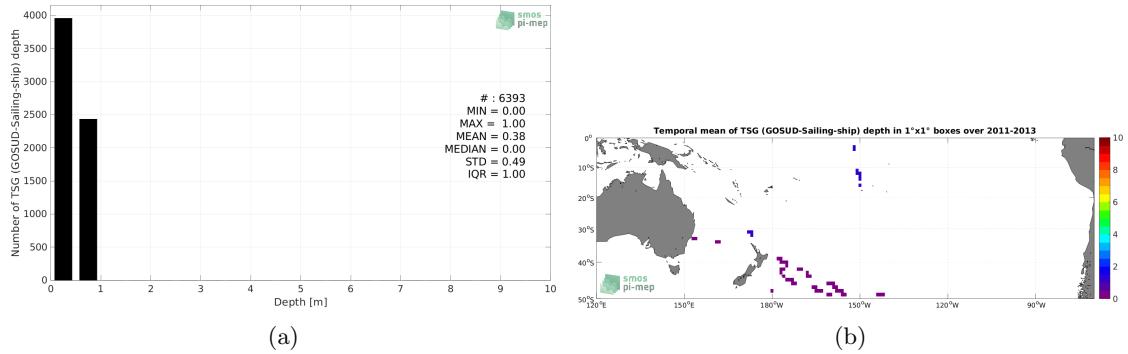 4000
3500
3000
2500
2000
1500
1000
500
0
Number of TSG (GOSUD-Sailing-ship) depth
smos
pi-mep
# : 6393
MIN = 0.00
MAX = 1.00
MEAN = 0.38
MEDIAN = 0.00
STD = 0.49
IQR = 1.00
0 1 2 3 4 5 6 7 8 9 10
Depth [m]
(a)
Temporal mean of TSG (GOSUD-Sailing-ship) depth in 1°x1° boxes over 2011-2013
0°
10°S
20°S
30°S
40°S
50°S
120°E 150°E 180°W 150°W 120°W 90°W
smos
pi-mep
10
8
6
4
2
0
(b)